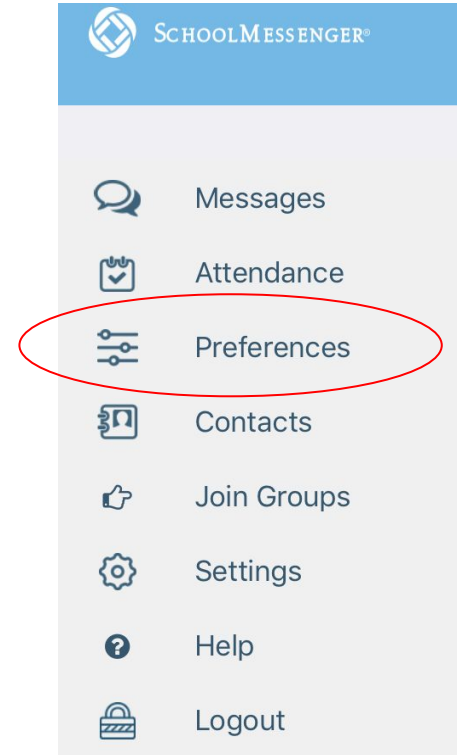 SCHOOLMESSENGER®
Messages
Attendance
Preferences
Contacts
Join Groups
Settings
Help
Logout